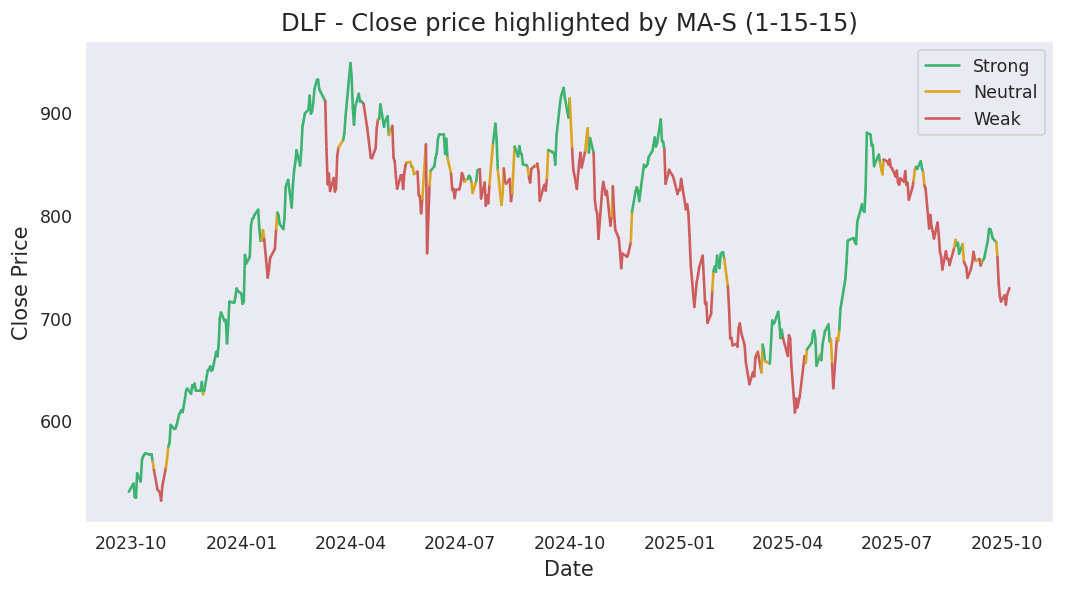 DLF - Close price highlighted by MA-S (1-15-15)
Strong
Neutral
Weak
Close Price
900
800
700
600
2023-10 2024-01 2024-04 2024-07 2024-10 2025-01 2025-04 2025-07 2025-10
Date